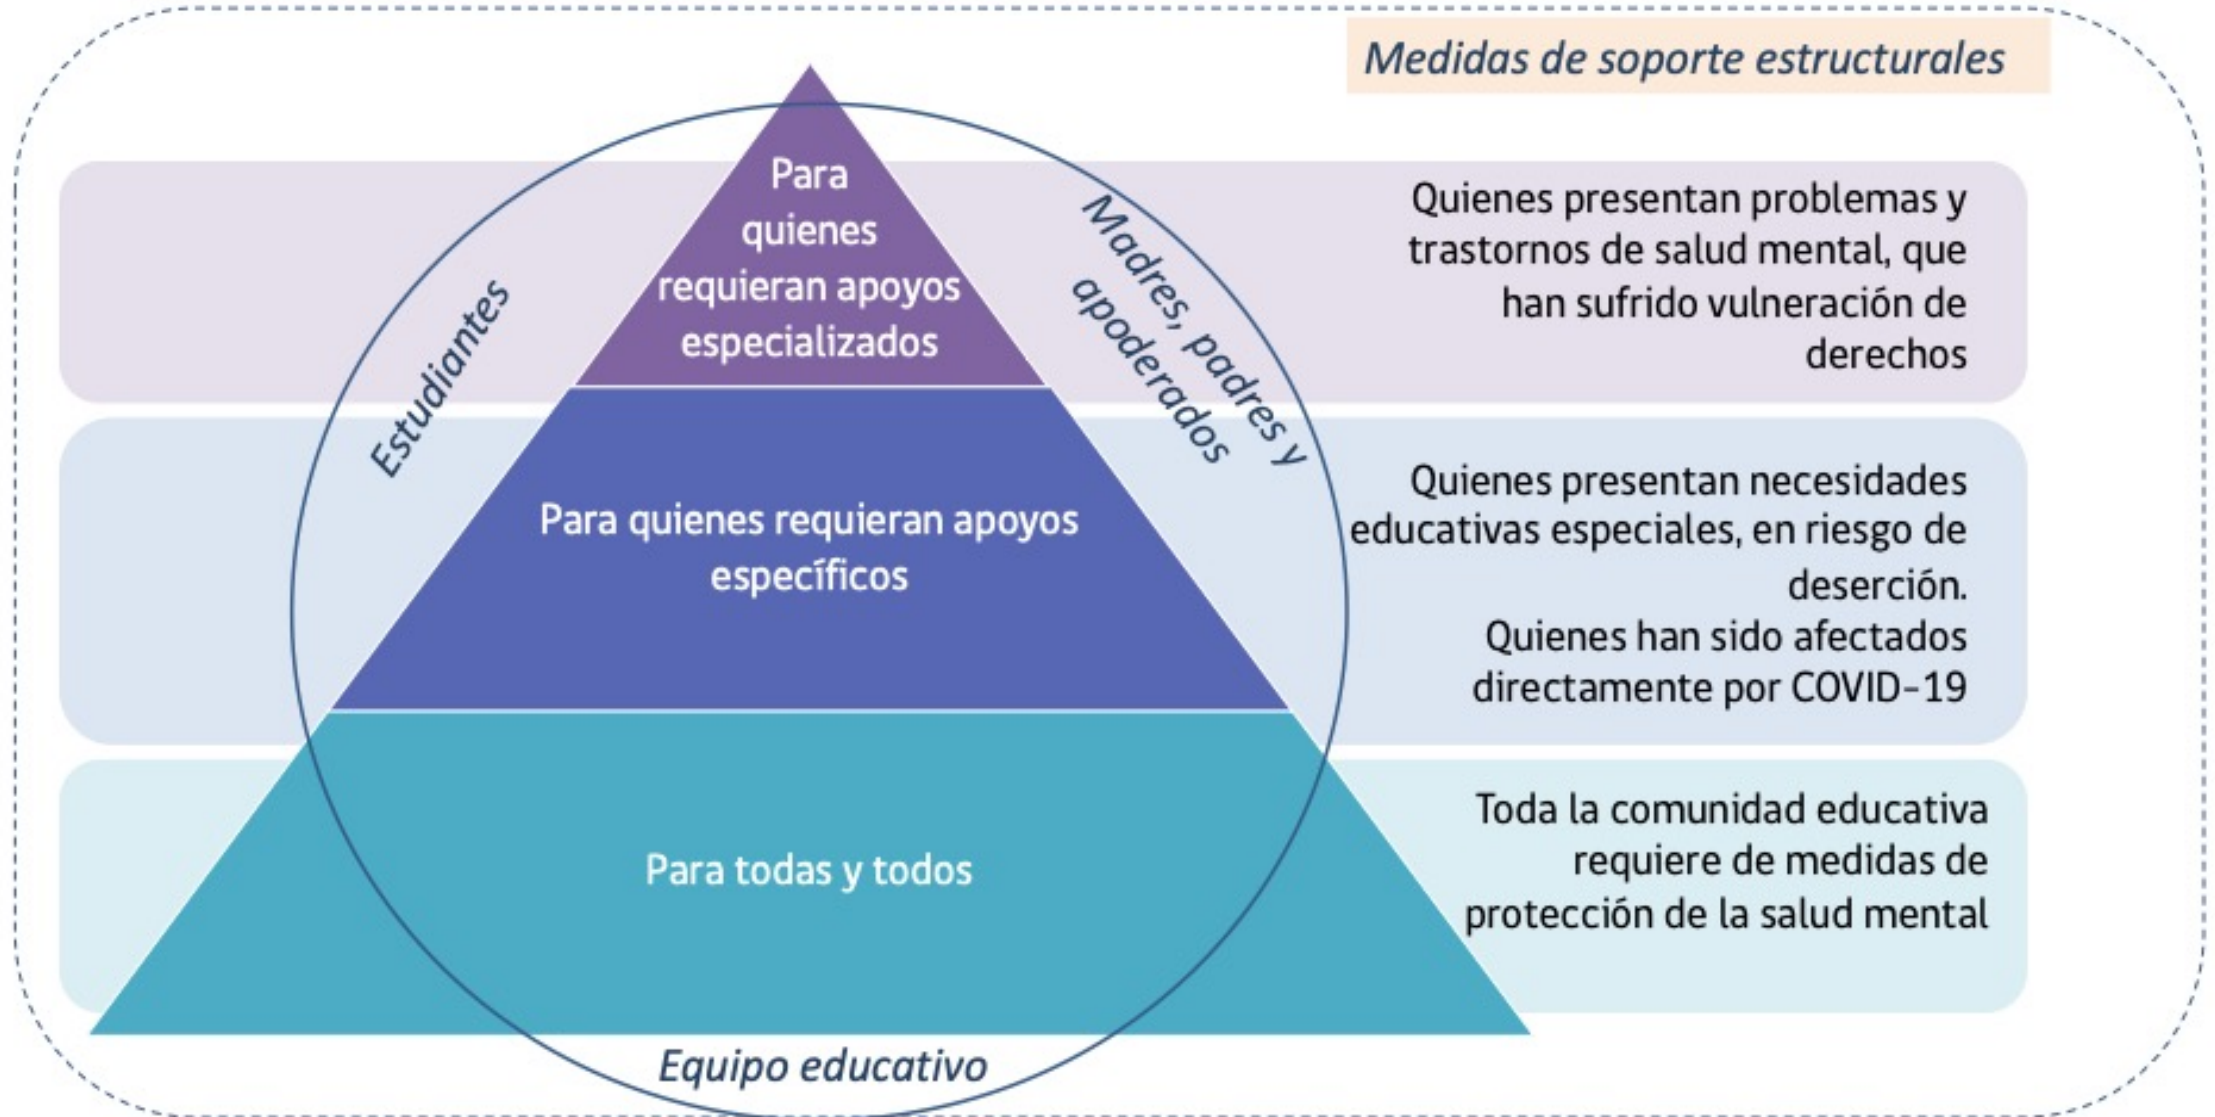 Medidas de soporte estructurales
Para
quienes
requieran apoyos
especializados
Estudiantes
Madres, padres y
apoderados
Quienes presentan problemas y
trastornos de salud mental, que
han sufrido vulneración de
derechos
Para quienes requieran apoyos
específicos
Quienes presentan necesidades
educativas especiales, en riesgo de
deserción.
Quienes han sido afectados
directamente por COVID-19
Para todas y todos
Toda la comunidad educativa
requiere de medidas de
protección de la salud mental
Equipo educativo